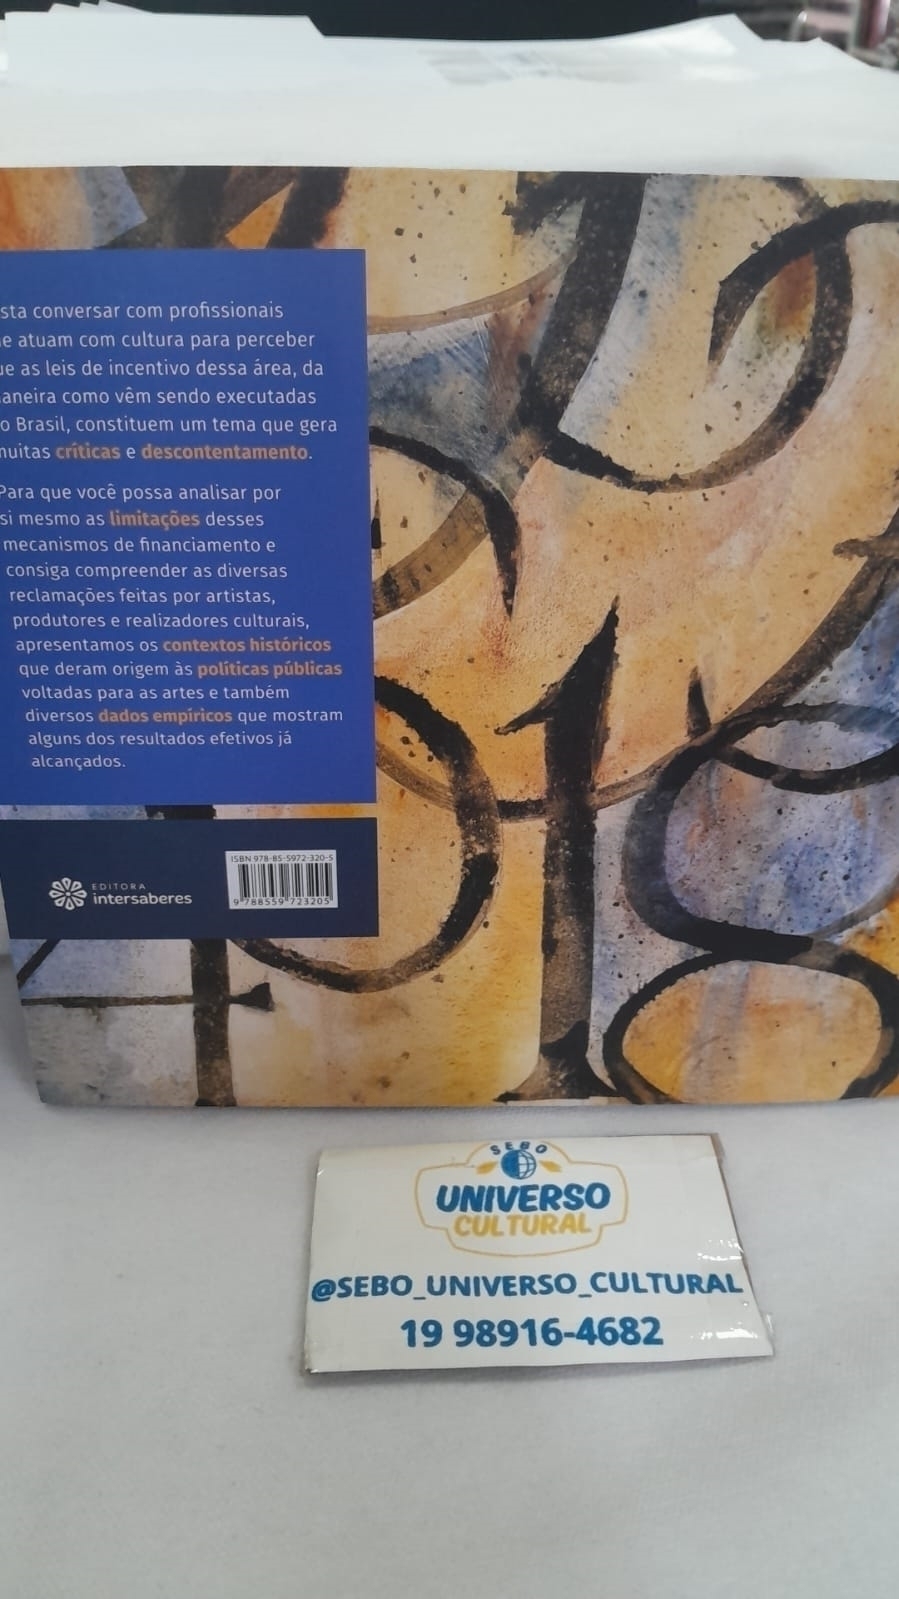 sta conversar com profissionais
e atuam com cultura para perceber
ue as leis de incentivo dessa área, da
aneira como vêm sendo executadas
o Brasil, constituem um tema que gera
muitas críticas e descontentamento.
Para que você possa analisar por
si mesmo as limitações desses
mecanismos de financiamento e
consiga compreender as diversas
reclamações feitas por artistas,
produtores e realizadores culturais,
apresentamos os contextos históricos
que deram origem às políticas públicas
voltadas para as artes e também
diversos dados empíricos que mostram
alguns dos resultados efetivos já
alcançados.
EDITORA
intersaberes
ISBN 978-85-5972-320-5
9 788559 723205
SEBO
UNIVERSO
CULTURAL
@SEBO_UNIVERSO_CULTURAL
19 98916-4682